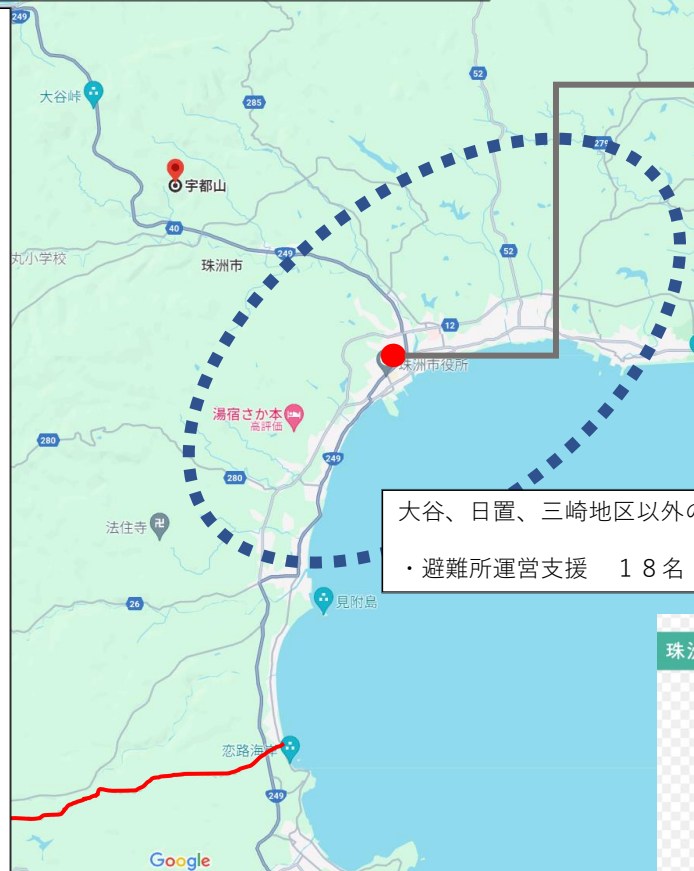 249
大谷峠
285
52
279
宇都山
丸小学校
40
249
珠洲市
52
12
珠洲市役所
湯宿さか本
高評価
280
249
280
法住寺
大谷、日置、三崎地区以外の
・避難所運営支援　１８名
26
見附島
珠洲
恋路海岸
249
Google